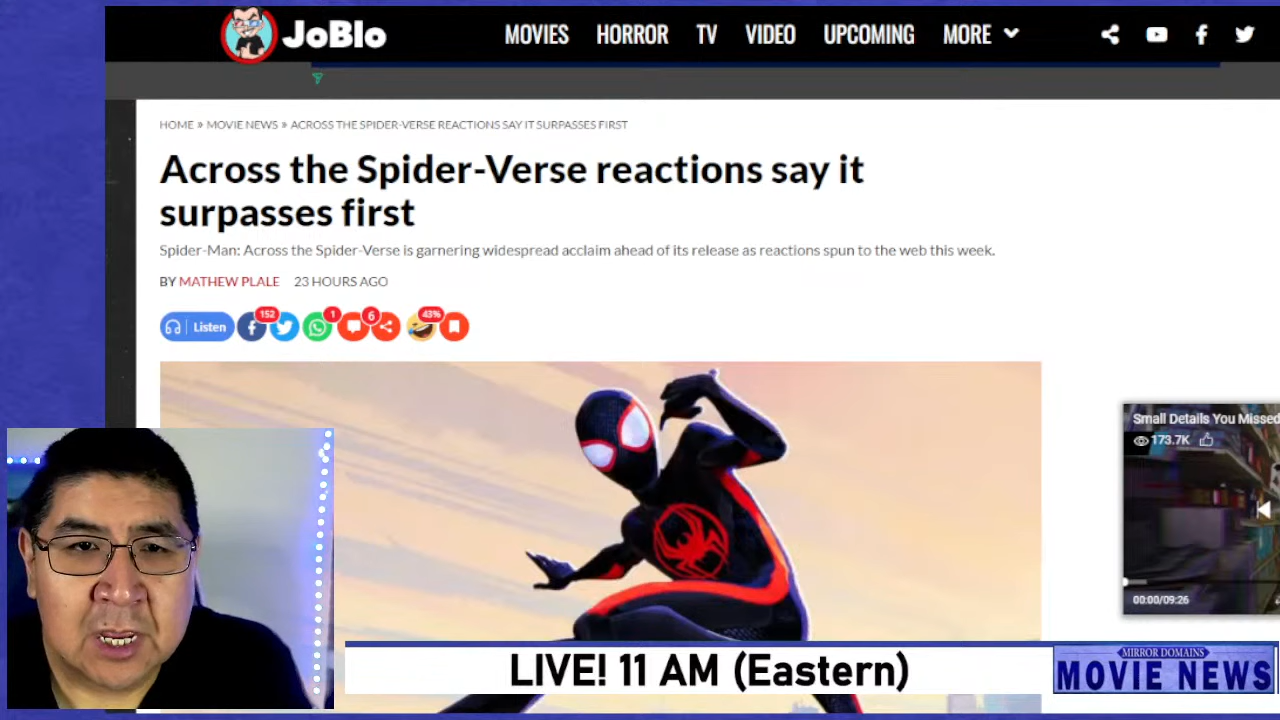 JoBlo
MOVIES HORROR TV VIDEO UPCOMING MORE
HOME » MOVIE NEWS » ACROSS THE SPIDER-VERSE REACTIONS SAY IT SURPASSES FIRST
Across the Spider-Verse reactions say it
surpasses first
Spider-Man: Across the Spider-Verse is garnering widespread acclaim ahead of its release as reactions spun to the web this week.
BY MATHEW PLALE 23 HOURS AGO
Listen 152 1 6 43%
Small Details You Missed
173.7K
00:00/09:26
LIVE! 11 AM (Eastern)
MIRROR DOMAINS
MOVIE NEWS